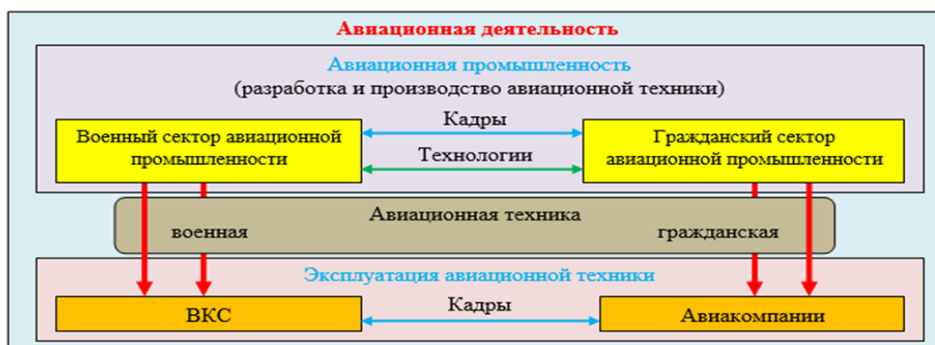 Авиационная деятельность
Авиационная промышленность
(разработка и производство авиационной техники)
Кадры
Военный сектор авиационной
промышленности
Гражданский сектор
авиационной промышленности
Технологии
Авиационная техника
военная
гражданская
Эксплуатация авиационной техники
ВКС
Кадры
Авиакомпании